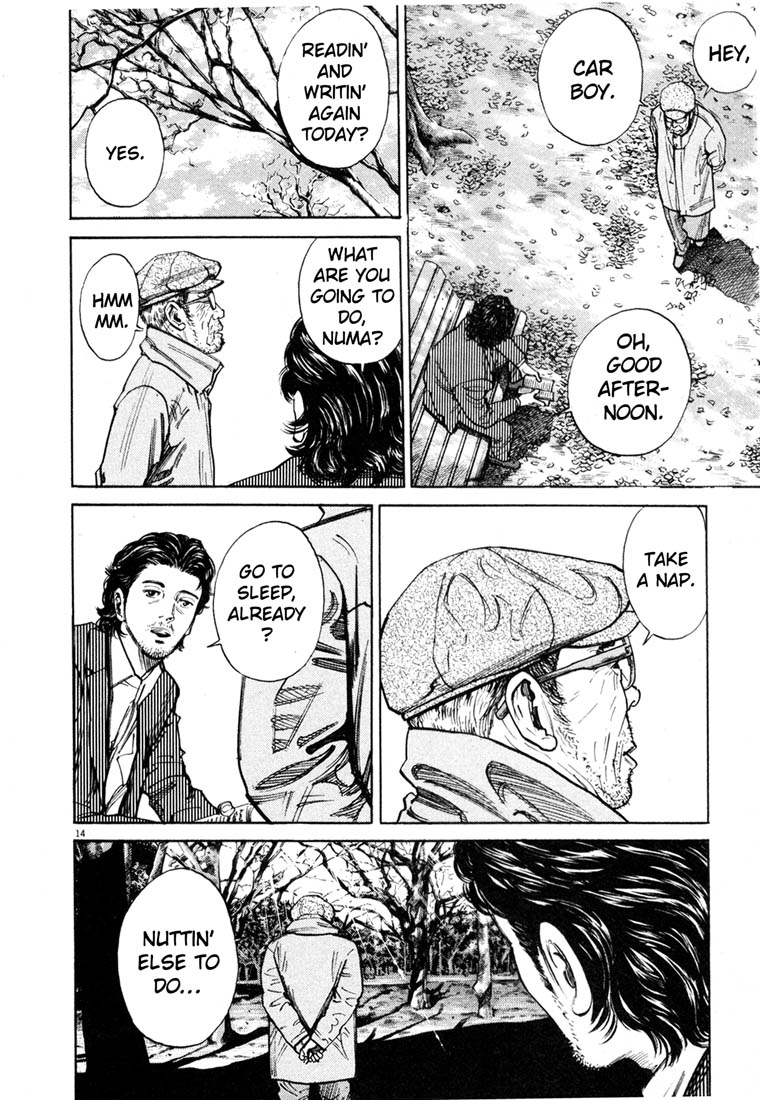 HEY,
CAR
BOY.
OH,
GOOD
AFTER-
NOON.
READIN'
AND
WRITIN'
AGAIN
TODAY?
YES.
WHAT
ARE YOU
GOING TO
DO,
NUMA?
HMM
MM.
TAKE
A NAP.
GO TO
SLEEP,
ALREADY
?
14
NUTTIN'
ELSE TO
DO...